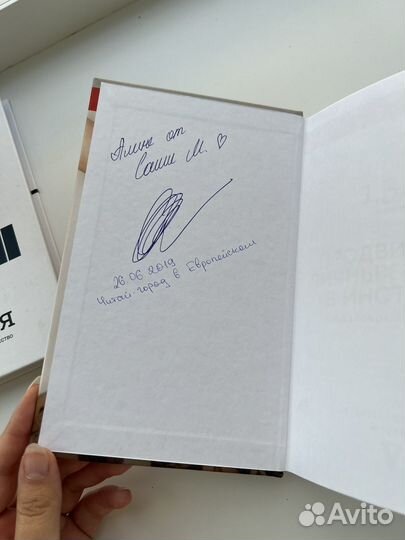 Алине от
Саши М. ♡
26.06.2019
Читай-город в Европейском
Я
Avito